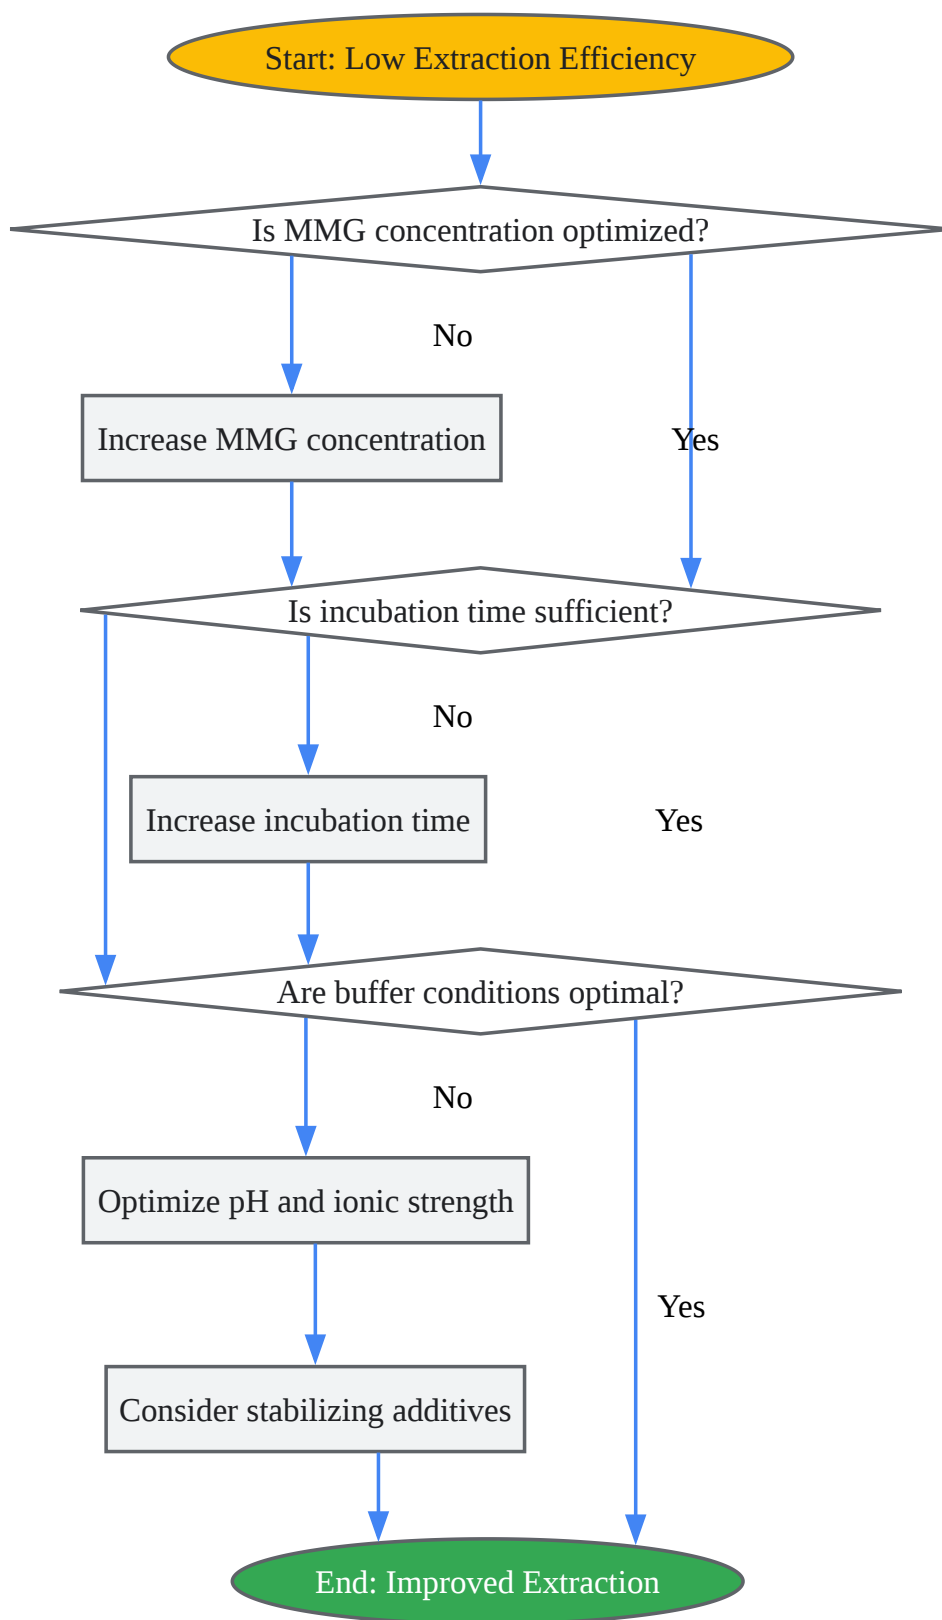 Start: Low Extraction Efficiency
Is MMG concentration optimized?
No
Increase MMG concentration
Yes
Is incubation time sufficient?
No
Increase incubation time
Yes
Are buffer conditions optimal?
No
Optimize pH and ionic strength
Yes
Consider stabilizing additives
End: Improved Extraction